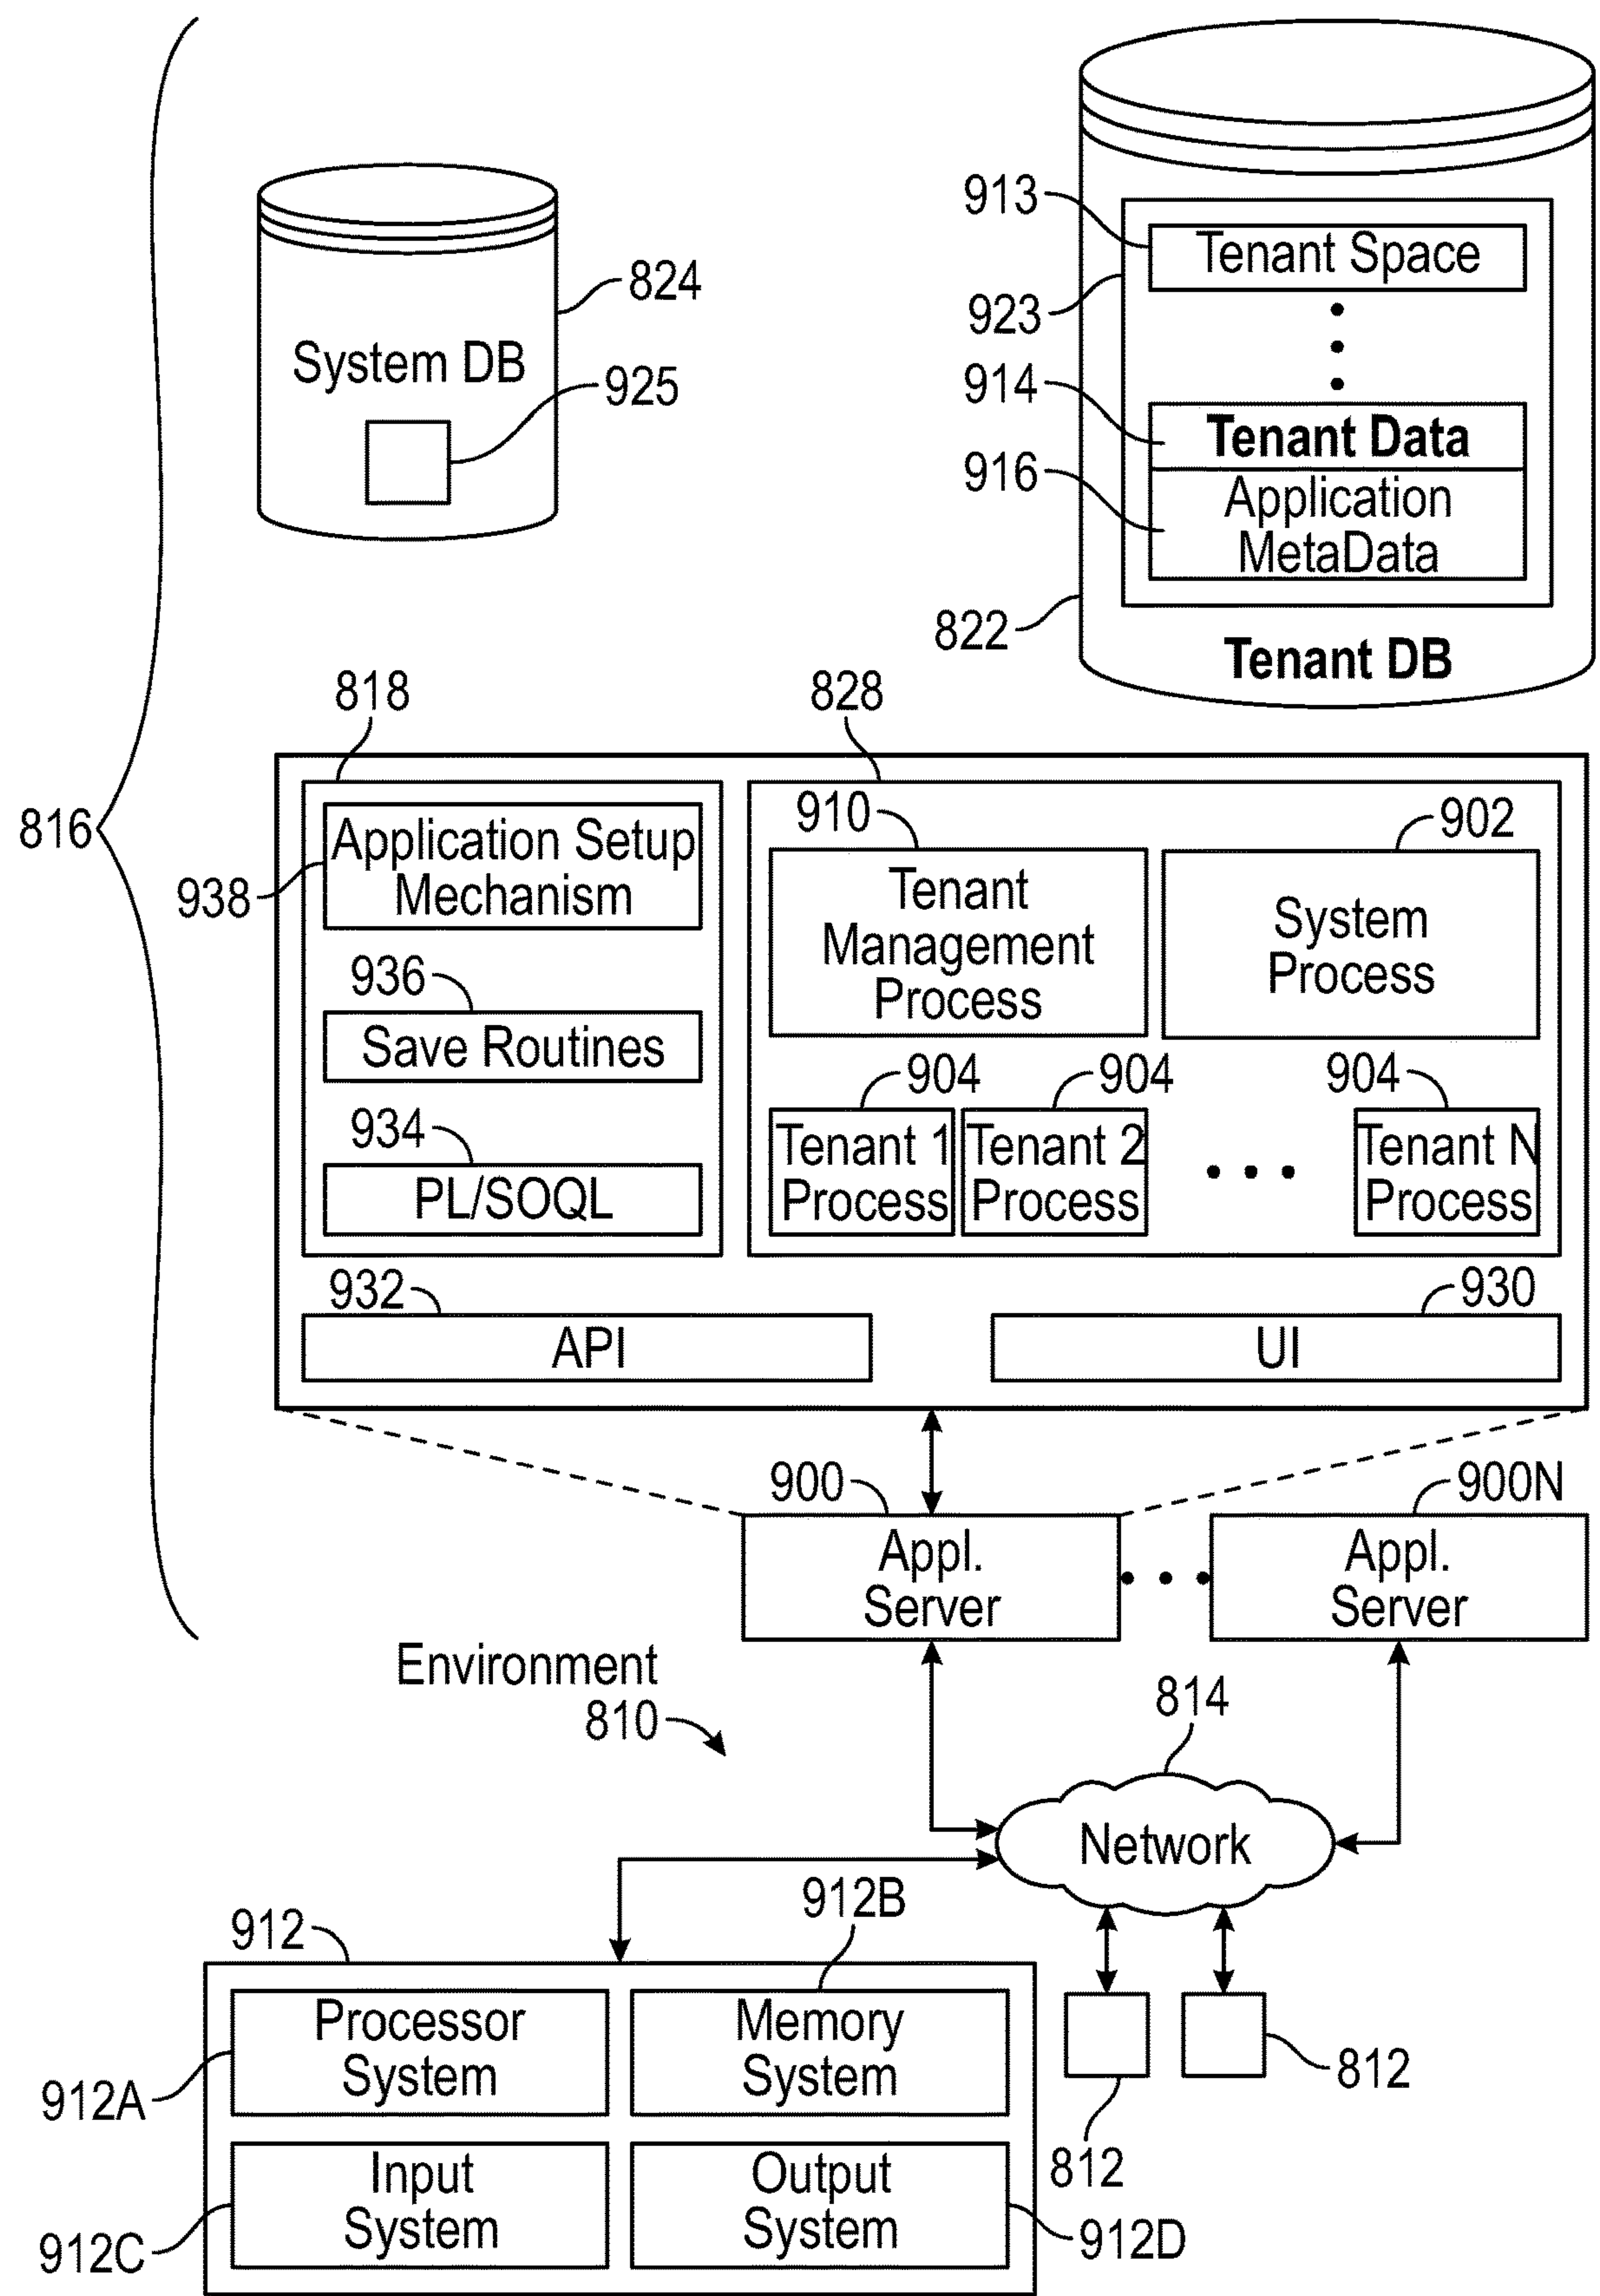 913
Tenant Space
824
923
System DB
925
914
Tenant Data
916
Application
MetaData
822
Tenant DB
818
828
816
910
902
Application Setup
Mechanism
938
Tenant
Management
Process
System
Process
936
Save Routines
904
904
904
934
Tenant 1
Process
Tenant 2
Process
Tenant N
Process
PL/SOQL
932
930
API
UI
900
900N
Appl.
Server
Appl.
Server
Environment
810
814
Network
912B
912
Processor
System
Memory
System
912A
812
812
Input
System
Output
System
912C
912D